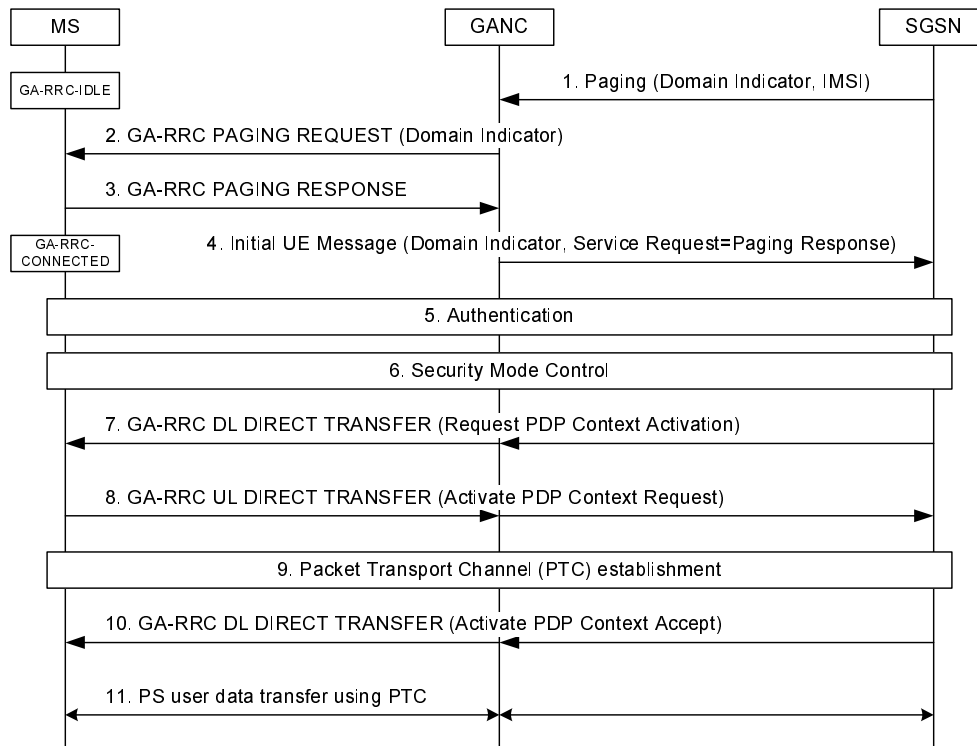 MS
GANC
SGSN
GA-RRC-IDLE
1. Paging (Domain Indicator, IMSI)
2. GA-RRC PAGING REQUEST (Domain Indicator)
3. GA-RRC PAGING RESPONSE
GA-RRC-
CONNECTED
4. Initial UE Message (Domain Indicator, Service Request=Paging Response)
5. Authentication
6. Security Mode Control
7. GA-RRC DL DIRECT TRANSFER (Request PDP Context Activation)
8. GA-RRC UL DIRECT TRANSFER (Activate PDP Context Request)
9. Packet Transport Channel (PTC) establishment
10. GA-RRC DL DIRECT TRANSFER (Activate PDP Context Accept)
11. PS user data transfer using PTC